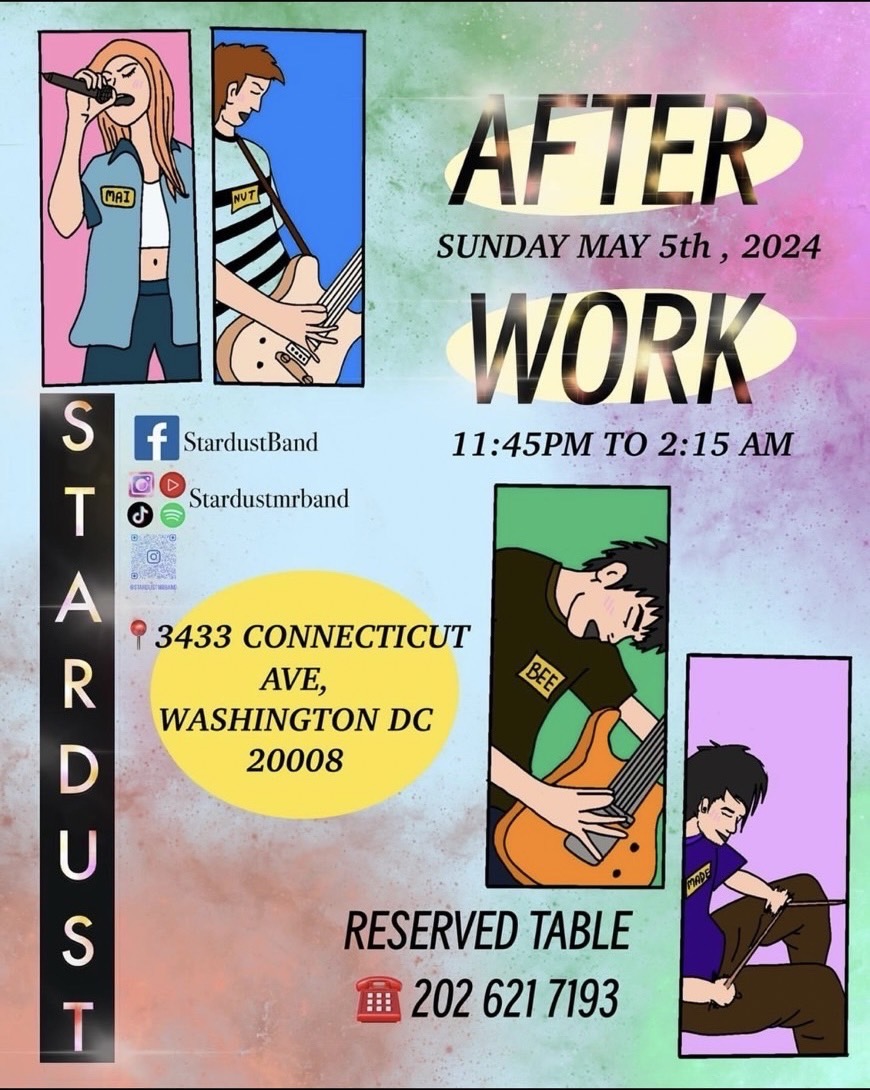 MAI
NUT
AFTER
SUNDAY MAY 5th , 2024
WORK
11:45PM TO 2:15 AM
STARDUST
StardustBand
Stardustmrband
@STARDUSTMRBAND
3433 CONNECTICUT
AVE,
WASHINGTON DC
20008
BEE
MADE
RESERVED TABLE
202 621 7193